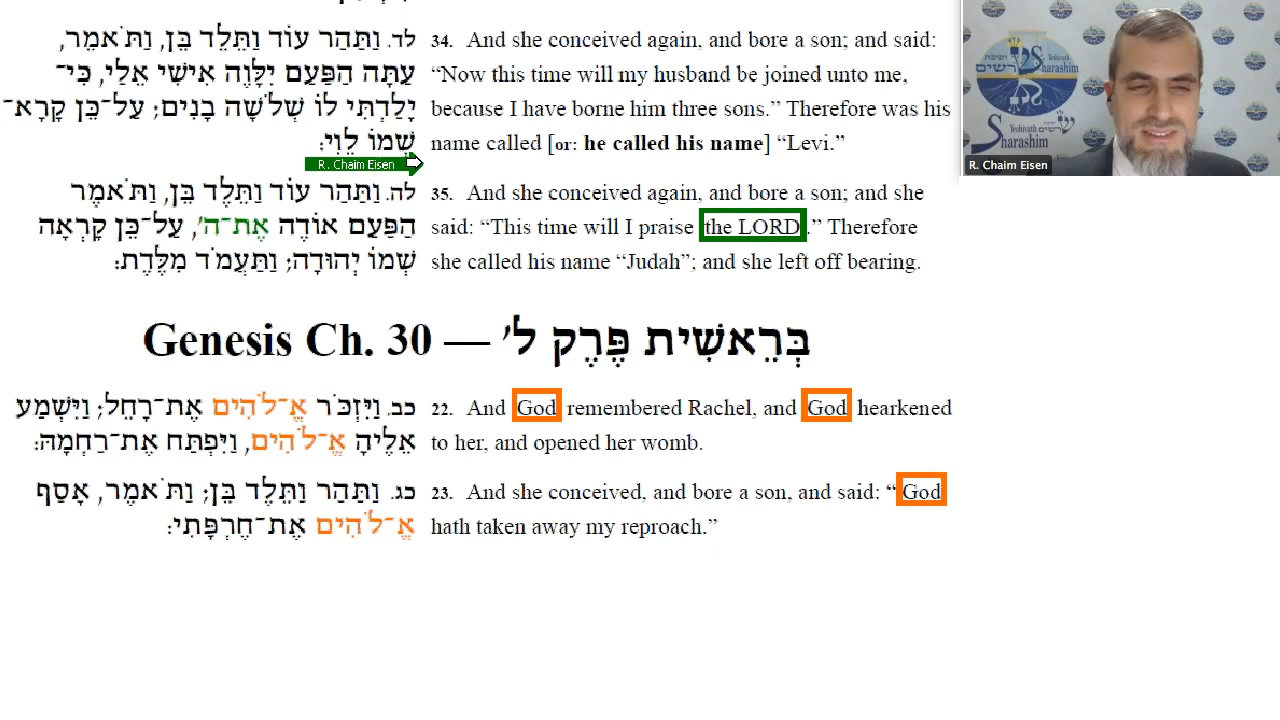 לד. וַתַּהַר עוֹד וַתֵּלֶד בֵּן, וַתֹּאמֶר,
עַתָּה הַפַּעַם יִלָּוֶה אִישִׁי אֵלַי, כִּי־
יָלַדְתִּי לוֹ שְׁלֹשָׁה בָנִים; עַל־כֵּן קָרָא־
שְׁמוֹ לֵוִי:
34. And she conceived again, and bore a son; and said:
“Now this time will my husband be joined unto me,
because I have borne him three sons.” Therefore was his
name called [or: he called his name] “Levi.”
R. Chaim Eisen
לה. וַתַּהַר עוֹד וַתֵּלֶד בֵּן, וַתֹּאמֶר
הַפַּעַם אוֹדֶה אֶת־ה', עַל־כֵּן קָרְאָה
שְׁמוֹ יְהוּדָה; וַתַּעֲמֹד מִלֶּדֶת:
35. And she conceived again, and bore a son; and she
said: “This time will I praise the LORD.” Therefore
she called his name “Judah”; and she left off bearing.
Genesis Ch. 30 — בְּרֵאשִׁית פֶּרֶק ל'
כב. וַיִּזְכֹּר אֱ־לֹהִים אֶת־רָחֵל; וַיִּשְׁמַע
אֵלֶיהָ אֱ־לֹהִים, וַיִּפְתַּח אֶת־רַחְמָהּ:
22. And God remembered Rachel, and God hearkened
to her, and opened her womb.
כג. וַתַּהַר וַתֵּלֶד בֵּן; וַתֹּאמֶר, אָסַף
אֱ־לֹהִים אֶת־חֶרְפָּתִי:
23. And she conceived, and bore a son, and said: “God
hath taken away my reproach.”
ישיבת
שרשים
Sharashim
Yeshivath
Sharashim
R. Chaim Eisen